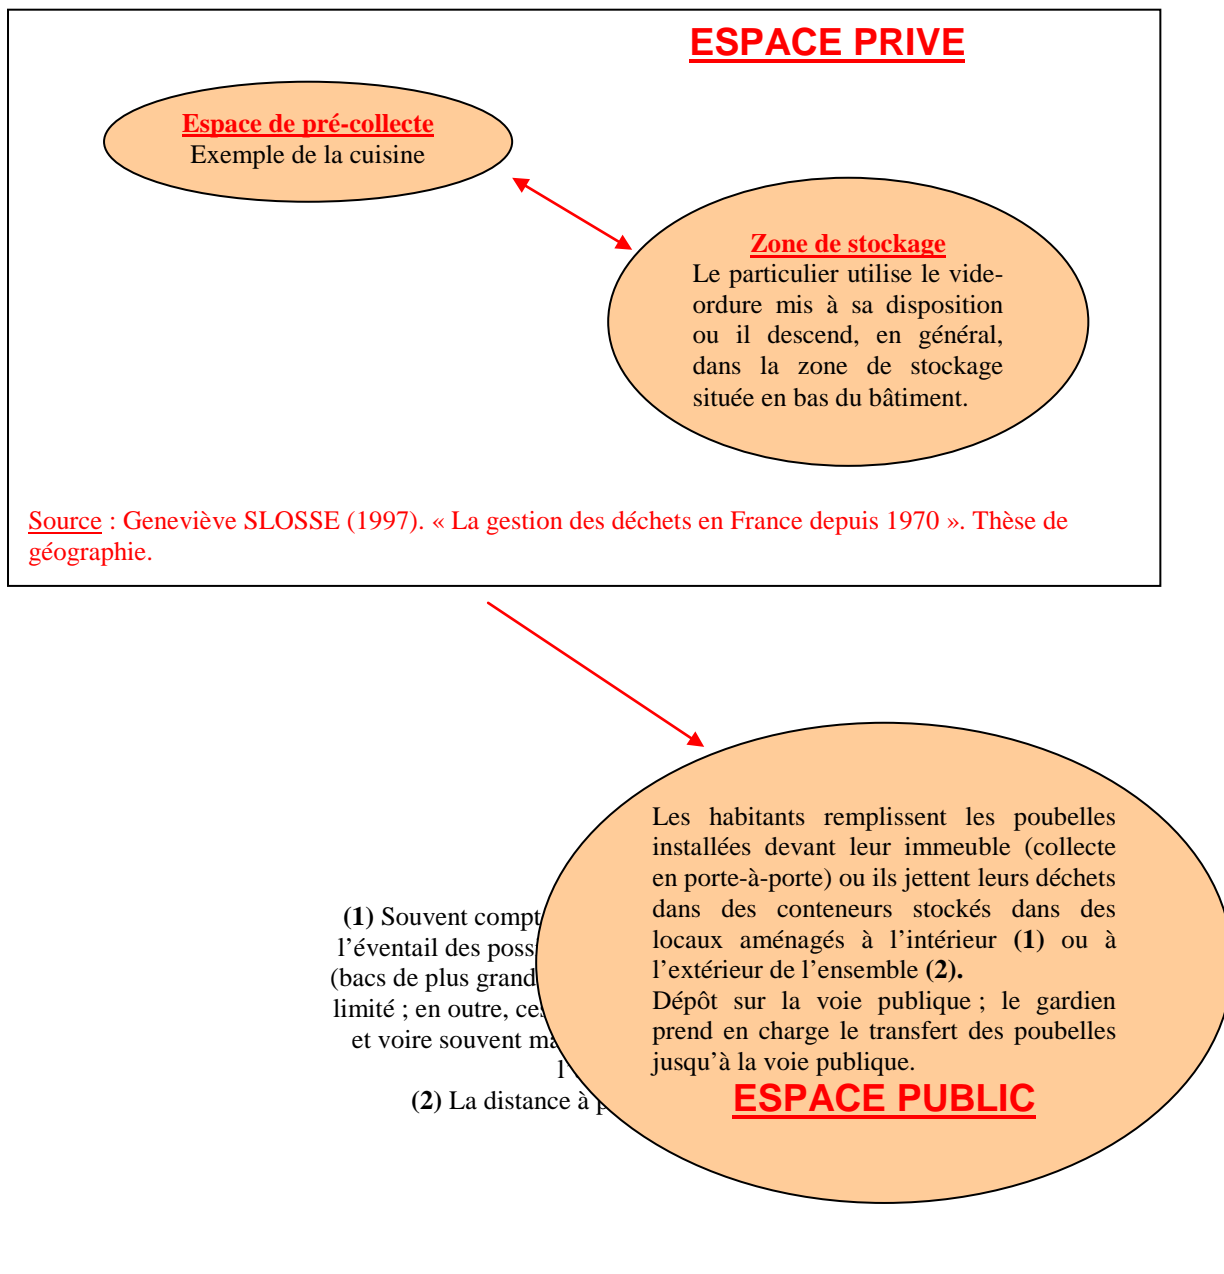 ESPACE PRIVE
Espace de pré-collecte
Exemple de la cuisine
Zone de stockage
Le particulier utilise le vide-
ordure mis à sa disposition
ou il descend, en général,
dans la zone de stockage
située en bas du bâtiment.
Source : Geneviève SLOSSE (1997). « La gestion des déchets en France depuis 1970 ». Thèse de
géographie.
Les habitants remplissent les poubelles
installées devant leur immeuble (collecte
en porte-à-porte) ou ils jettent leurs déchets
dans des conteneurs stockés dans des
locaux aménagés à l’intérieur (1) ou à
l’extérieur de l’ensemble (2).
Dépôt sur la voie publique ; le gardien
prend en charge le transfert des poubelles
jusqu’à la voie publique.
ESPACE PUBLIC
(1) Souvent
l’éventail des
(bacs de plus
limité ; en outre,
et voire souvent
(2) La distance à